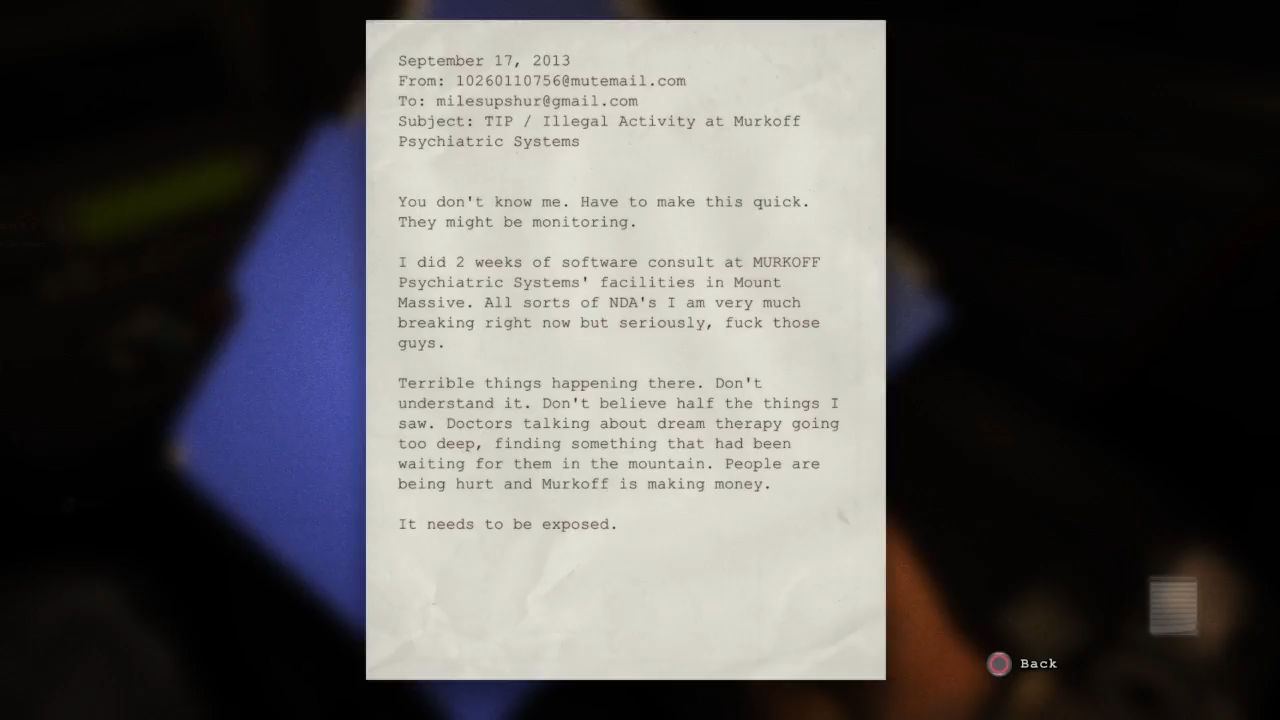 September 17, 2013
From: 10260110756@mutemail.com
To: milesupshur@gmail.com
Subject: TIP / Illegal Activity at Murkoff
Psychiatric Systems
You don't know me. Have to make this quick.
They might be monitoring.
I did 2 weeks of software consult at MURKOFF
Psychiatric Systems' facilities in Mount
Massive. All sorts of NDA's I am very much
breaking right now but seriously, fuck those
guys.
Terrible things happening there. Don't
understand it. Don't believe half the things I
saw. Doctors talking about dream therapy going
too deep, finding something that had been
waiting for them in the mountain. People are
being hurt and Murkoff is making money.
It needs to be exposed.
Back